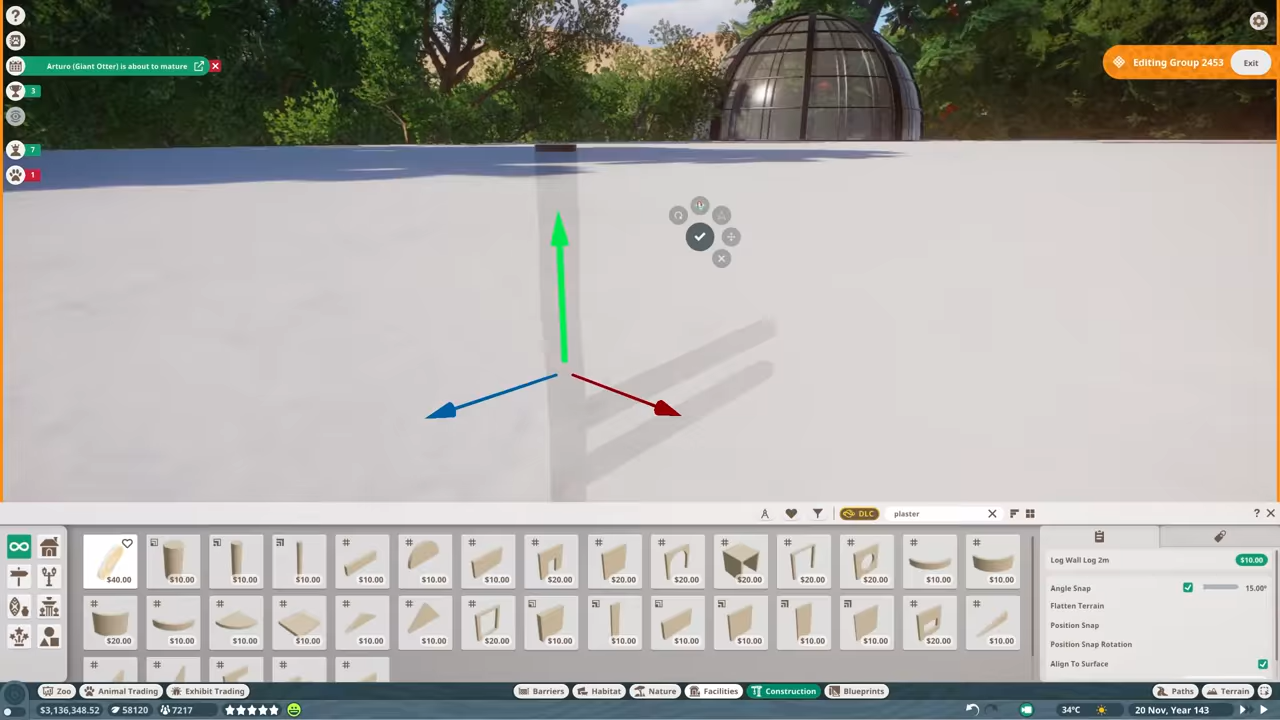 ?
Arturo (Giant Otter) is about to mature
3
7
1
Editing Group 2453
Exit
A
DLC
plaster
?
$40.00
$10.00
$10.00
$10.00
$10.00
$10.00
$10.00
$20.00
$20.00
$20.00
$20.00
$20.00
$20.00
$10.00
$10.00
$20.00
$10.00
$10.00
$10.00
$10.00
$10.00
$20.00
$10.00
$10.00
$10.00
$10.00
$10.00
$10.00
$20.00
$10.00
Log Wall Log 2m
$10.00
Angle Snap
15.00°
Flatten Terrain
Position Snap
Position Snap Rotation
Align To Surface
Zoo
Animal Trading
Exhibit Trading
Barriers
Habitat
Nature
Facilities
Construction
Blueprints
Paths
Terrain
$3,136,348.52
58120
7217
34°C
20 Nov, Year 143